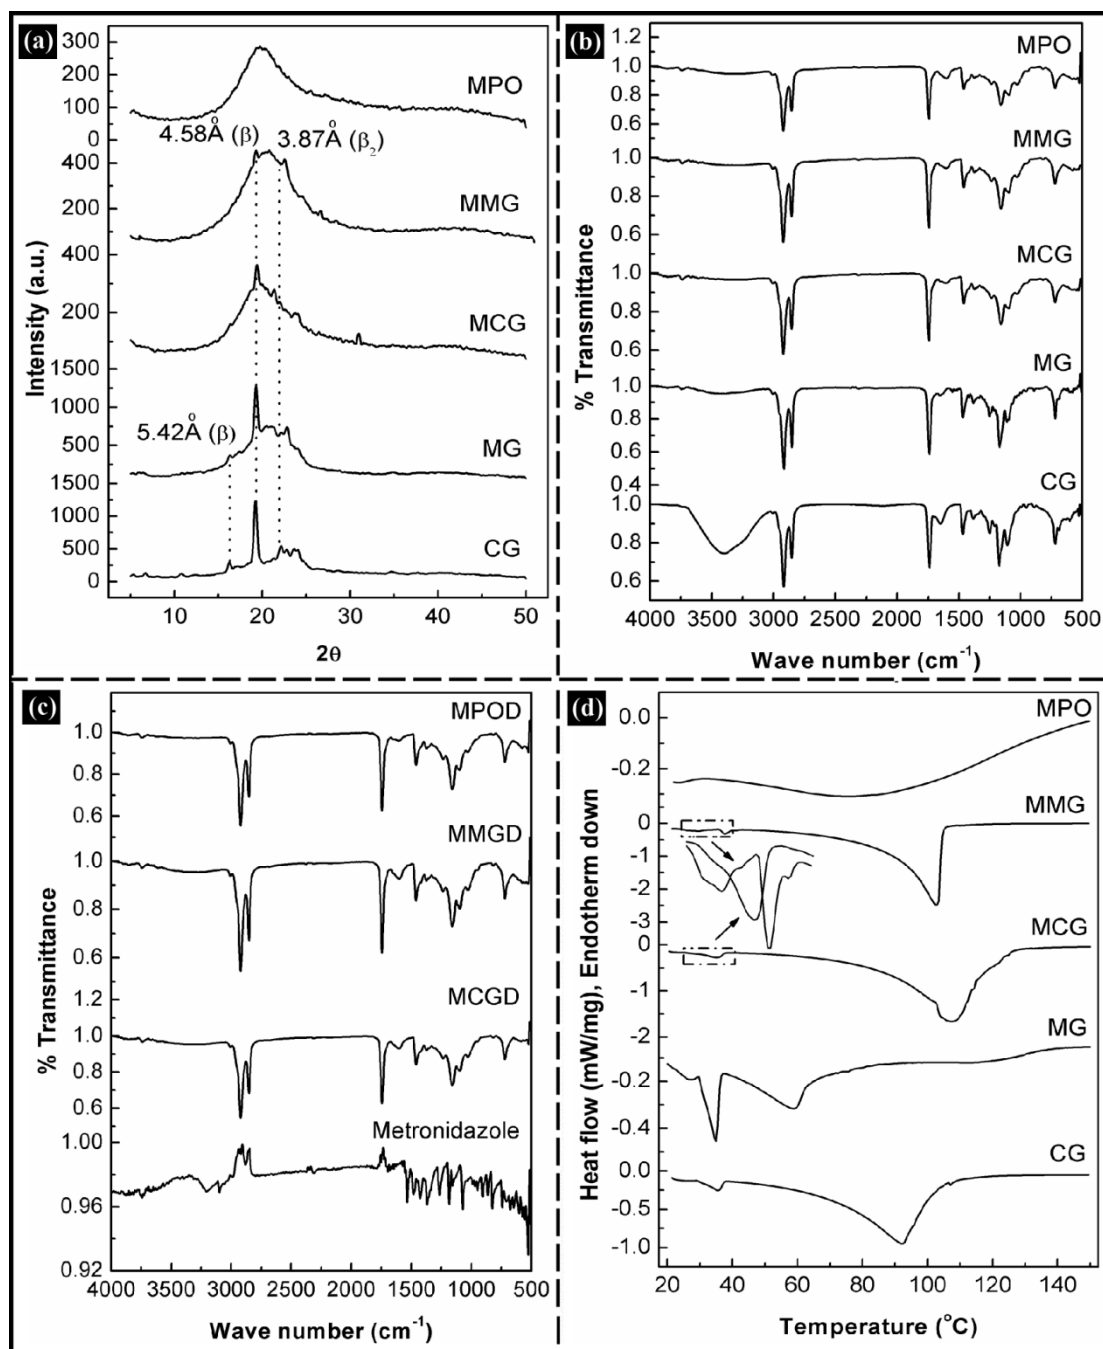 (a)
300
200
100
0
MPO
4.58Å (β)
3.87Å (β2)
400
200
MMG
400
200
MCG
1500
1000
500
5.42Å (β)
MG
1500
1000
500
0
CG
10 20 30 40 50
Intensity (a.u.)
2θ
(b)
1.2
1.0
0.8
0.6
MPO
1.0
0.8
0.6
MMG
1.0
0.8
0.6
MCG
1.0
0.8
0.6
0.4
MG
1.0
0.8
0.6
CG
4000 3500 3000 2500 2000 1500 1000 500
% Transmittance
Wave number (cm-1)
(c)
1.0
0.8
0.6
MPOD
1.0
0.8
0.6
MMGD
1.2
1.0
0.8
0.6
MCGD
1.00
0.96
0.92
Metronidazole
4000 3500 3000 2500 2000 1500 1000 500
% Transmittance
Wave number (cm-1)
(d)
0.0
-0.2
MPO
0
-1
-2
-3
MMG
0
-1
-2
MCG
-0.2
-0.4
MG
0.0
-0.5
-1.0
CG
20 40 60 80 100 120 140
Heat flow (mW/mg), Endotherm down
Temperature (oC)